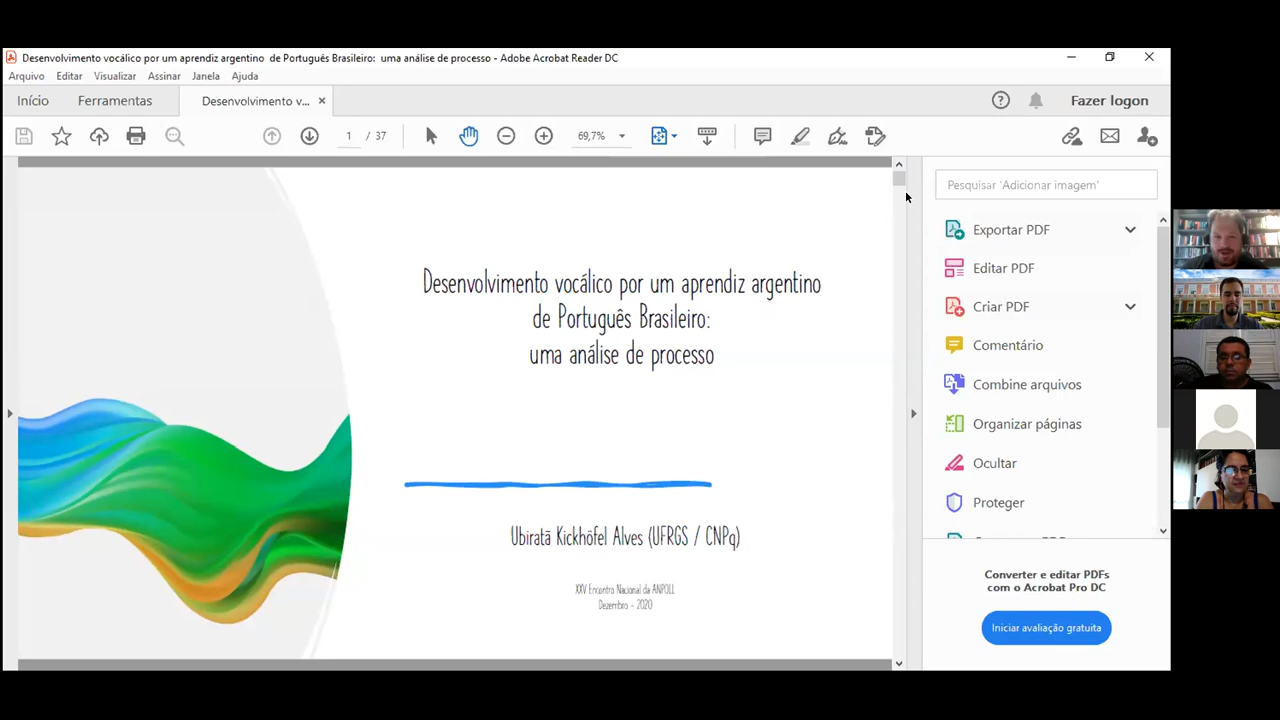 Desenvolvimento vocálico por um aprendiz argentino  de Português Brasileiro:  uma análise de processo - Adobe Acrobat Reader DC
Arquivo Editar Visualizar Assinar Janela Ajuda
Início Ferramentas Desenvolvimento v... Fazer logon
1 / 37 69,7%
Pesquisar 'Adicionar imagem'
Exportar PDF
Editar PDF
Criar PDF
Comentário
Combine arquivos
Organizar páginas
Ocultar
Proteger
Converter e editar PDFs
com o Acrobat Pro DC
Iniciar avaliação gratuita
Desenvolvimento vocálico por um aprendiz argentino
de Português Brasileiro:
uma análise de processo
Ubiratã Kickhöfel Alves (UFRGS / CNPq)
XXV Encontro Nacional da ANPOLL
Dezembro - 2020